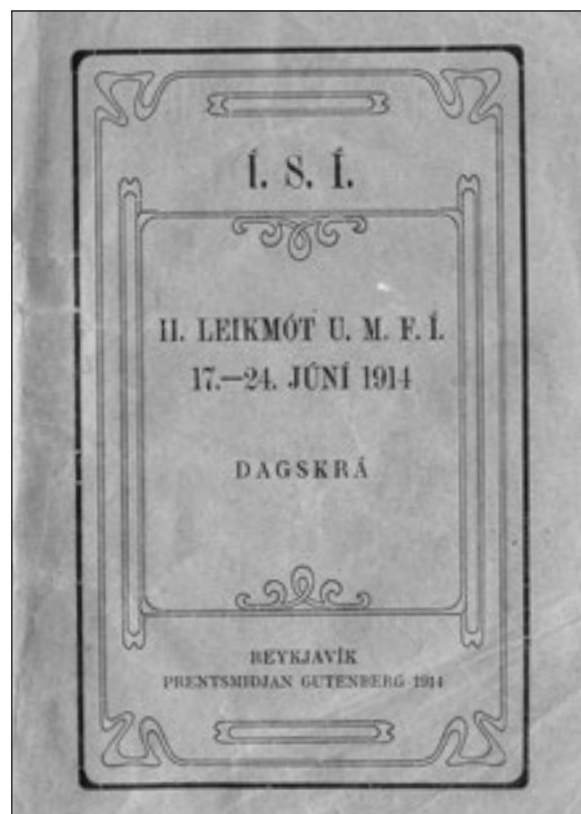 Í. S. Í.
II. LEIKMÓT U. M. F. Í.
17.—24. JÚNÍ 1914
DAGSKRÁ
REYKJAVÍK
PRENTSMIÐJAN GUTENBERG 1914